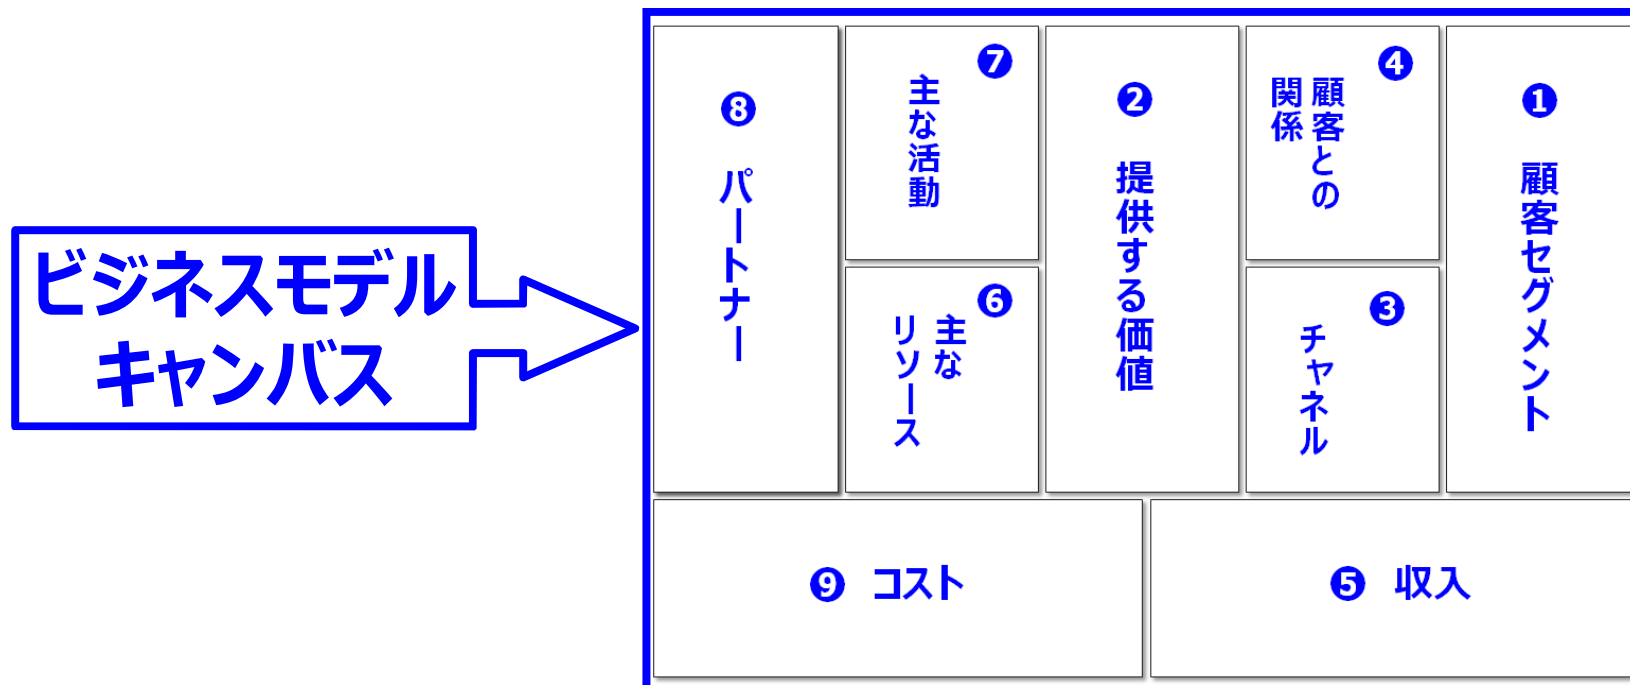 ビジネスモデル
キャンバス
❽ パートナー
❼
主な活動
❻
主な
リソース
❷ 提供する価値
❹
顧客との
関係
❸
チャネル
❶ 顧客セグメント
❾ コスト
❺ 収入